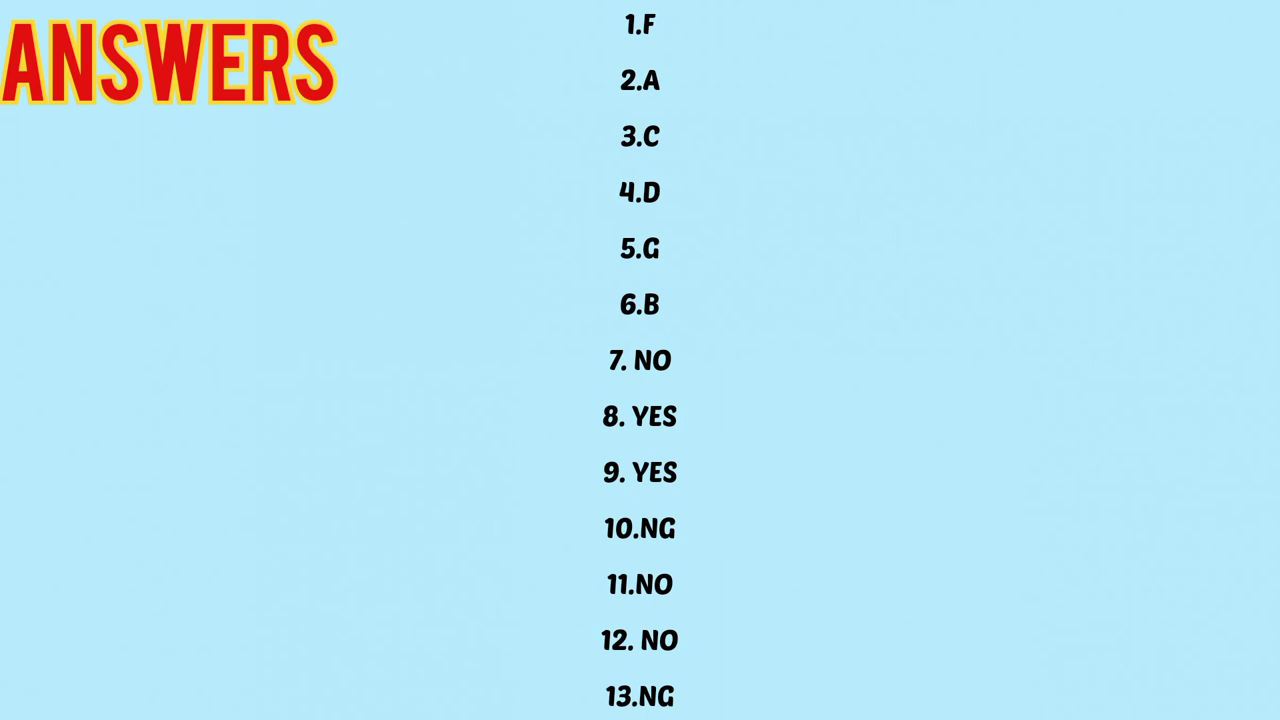 ANSWERS
1.F
2.A
3.C
4.D
5.G
6.B
7. NO
8. YES
9. YES
10.NG
11.NO
12. NO
13.NG